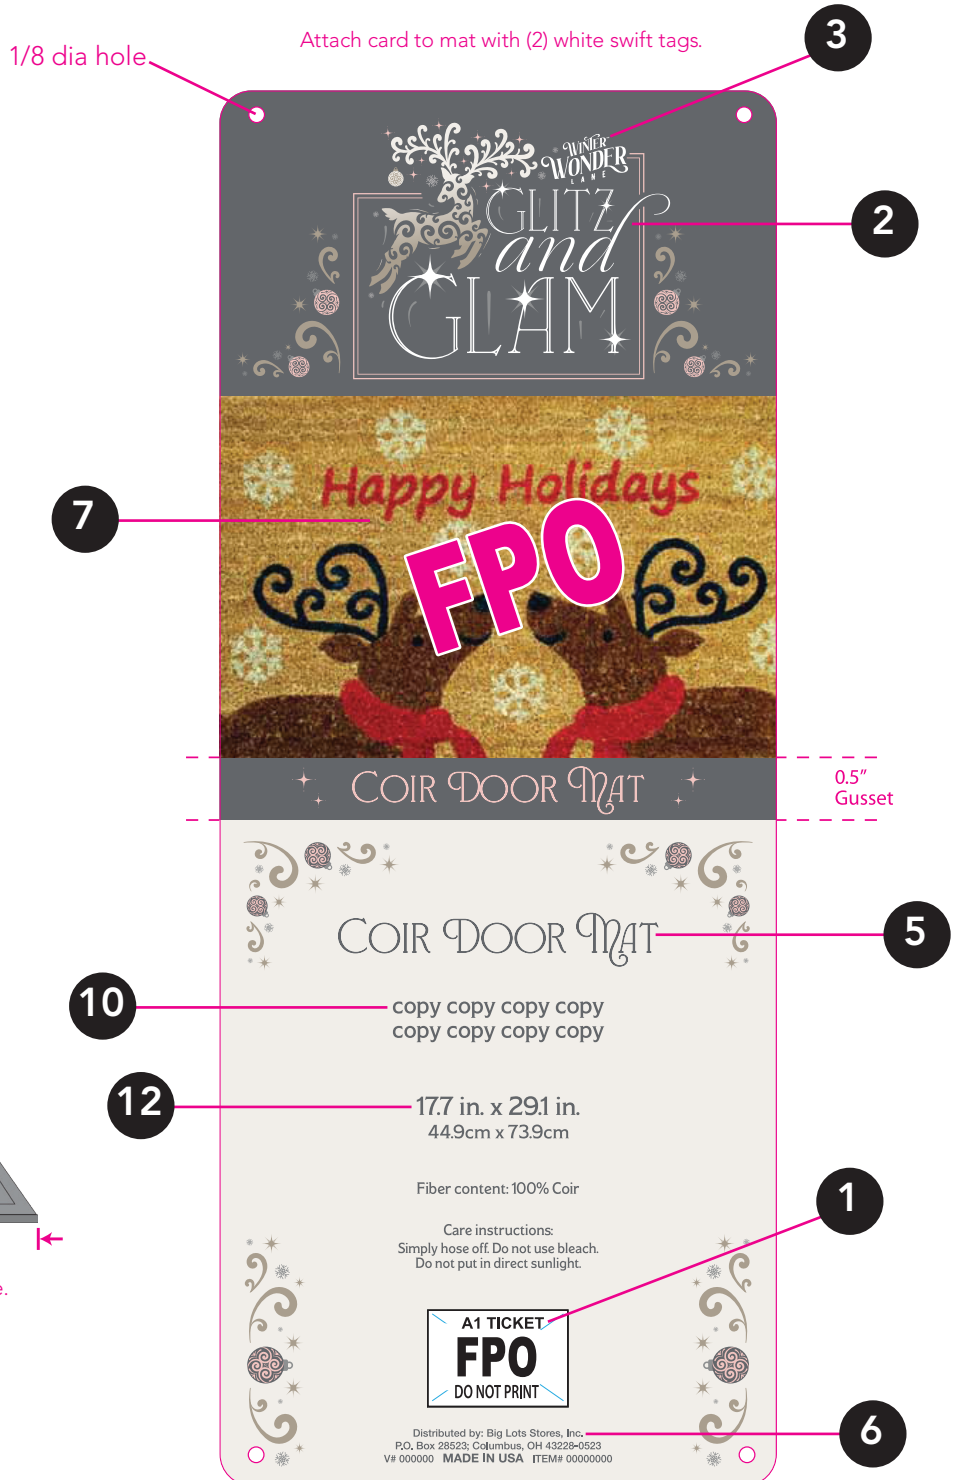 Attach card to mat with (2) white swift tags.
3
1/8 dia hole
WINTER
WONDER
LANE
GLITZ
and
GLAM
2
Happy Holidays
7
FPO
COIR DOOR MAT
0.5"
Gusset
COIR DOOR MAT
5
10
copy copy copy copy
copy copy copy copy
12
17.7 in. x 29.1 in.
44.9cm x 73.9cm
Fiber content: 100% Coir
1
Care instructions:
Simply hose off. Do not use bleach.
Do not put in direct sunlight.
e.
A1 TICKET
FPO
DO NOT PRINT
Distributed by: Big Lots Stores, Inc.
P.O. Box 28523; Columbus, OH 43228-0523
V# 000000 MADE IN USA ITEM# 00000000
6